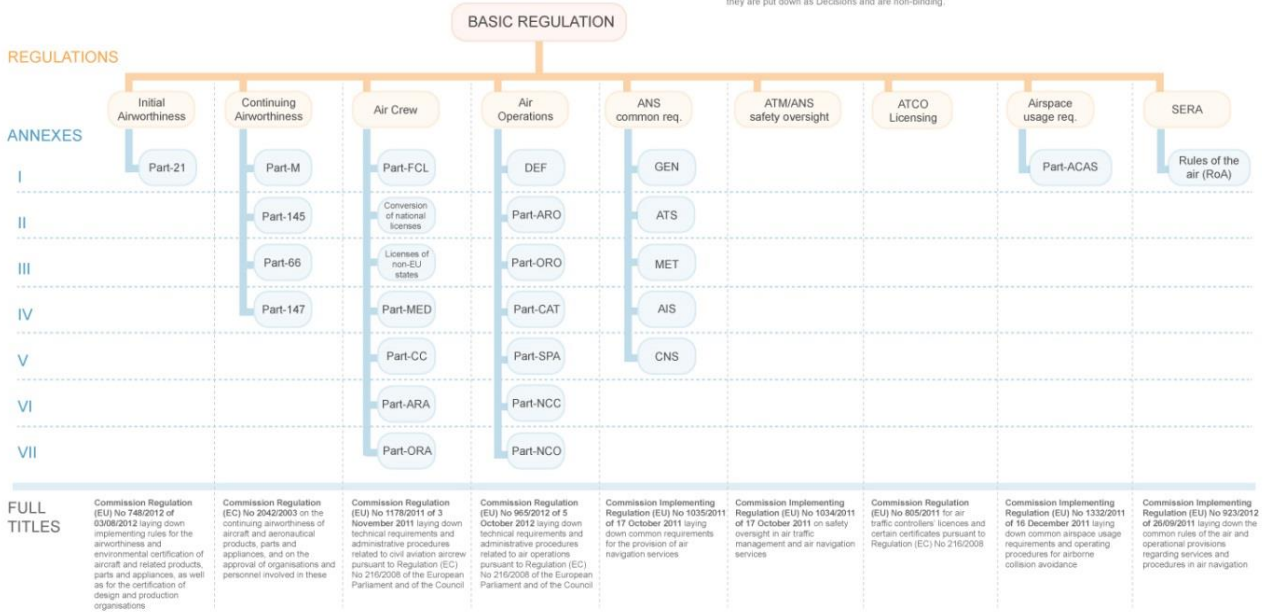 they are put down as Decisions and are non-binding.
BASIC REGULATION
REGULATIONS
Initial
Airworthiness
Continuing
Airworthiness
Air Crew
Air
Operations
ANS
common req.
ATM/ANS
safety oversight
ATCO
Licensing
Airspace
usage req.
SERA
ANNEXES
I
Part-21
Part-M
Part-FCL
DEF
GEN
Part-ACAS
Rules of the
air (RoA)
II
Part-145
Conversion
of national
licenses
Part-ARO
ATS
III
Part-66
Licenses of
non-EU
states
Part-ORO
MET
IV
Part-147
Part-MED
Part-CAT
AIS
V
Part-CC
Part-SPA
CNS
VI
Part-ARA
Part-NCC
VII
Part-ORA
Part-NCO
FULL
TITLES
Commission Regulation
(EU) No 748/2012 of
03/08/2012 laying down
implementing rules for the
airworthiness and
environmental certification of
aircraft and related products,
parts and appliances, as well
as for the certification of
design and production
organisations
Commission Regulation
(EC) No 2042/2003 on the
continuing airworthiness of
aircraft and aeronautical
products, parts and
appliances, and on the
approval of organisations and
personnel involved in these
Commission Regulation
(EU) No 1178/2011 of 3
November 2011 laying down
technical requirements and
administrative procedures
related to civil aviation aircrew
pursuant to Regulation (EC)
No 216/2008 of the European
Parliament and of the Council
Commission Regulation
(EU) No 965/2012 of 5
October 2012 laying down
technical requirements and
administrative procedures
related to air operations
pursuant to Regulation (EC)
No 216/2008 of the European
Parliament and of the Council
Commission Implementing
Regulation (EU) No 1035/2011
of 17 October 2011 laying
down common requirements
for the provision of air
navigation services
Commission Implementing
Regulation (EU) No 1034/2011
of 17 October 2011 on safety
oversight in air traffic
management and air navigation
services
Commission Regulation
(EU) No 805/2011 for air
traffic controllers' licences and
certain certificates pursuant to
Regulation (EC) No 216/2008
Commission Implementing
Regulation (EU) No 1332/2011
of 16 December 2011 laying
down common airspace usage
requirements and operating
procedures for airborne
collision avoidance
Commission Implementing
Regulation (EU) No 923/2012
of 26/09/2011 laying down the
common rules of the air and
operational provisions
regarding services and
procedures in air navigation